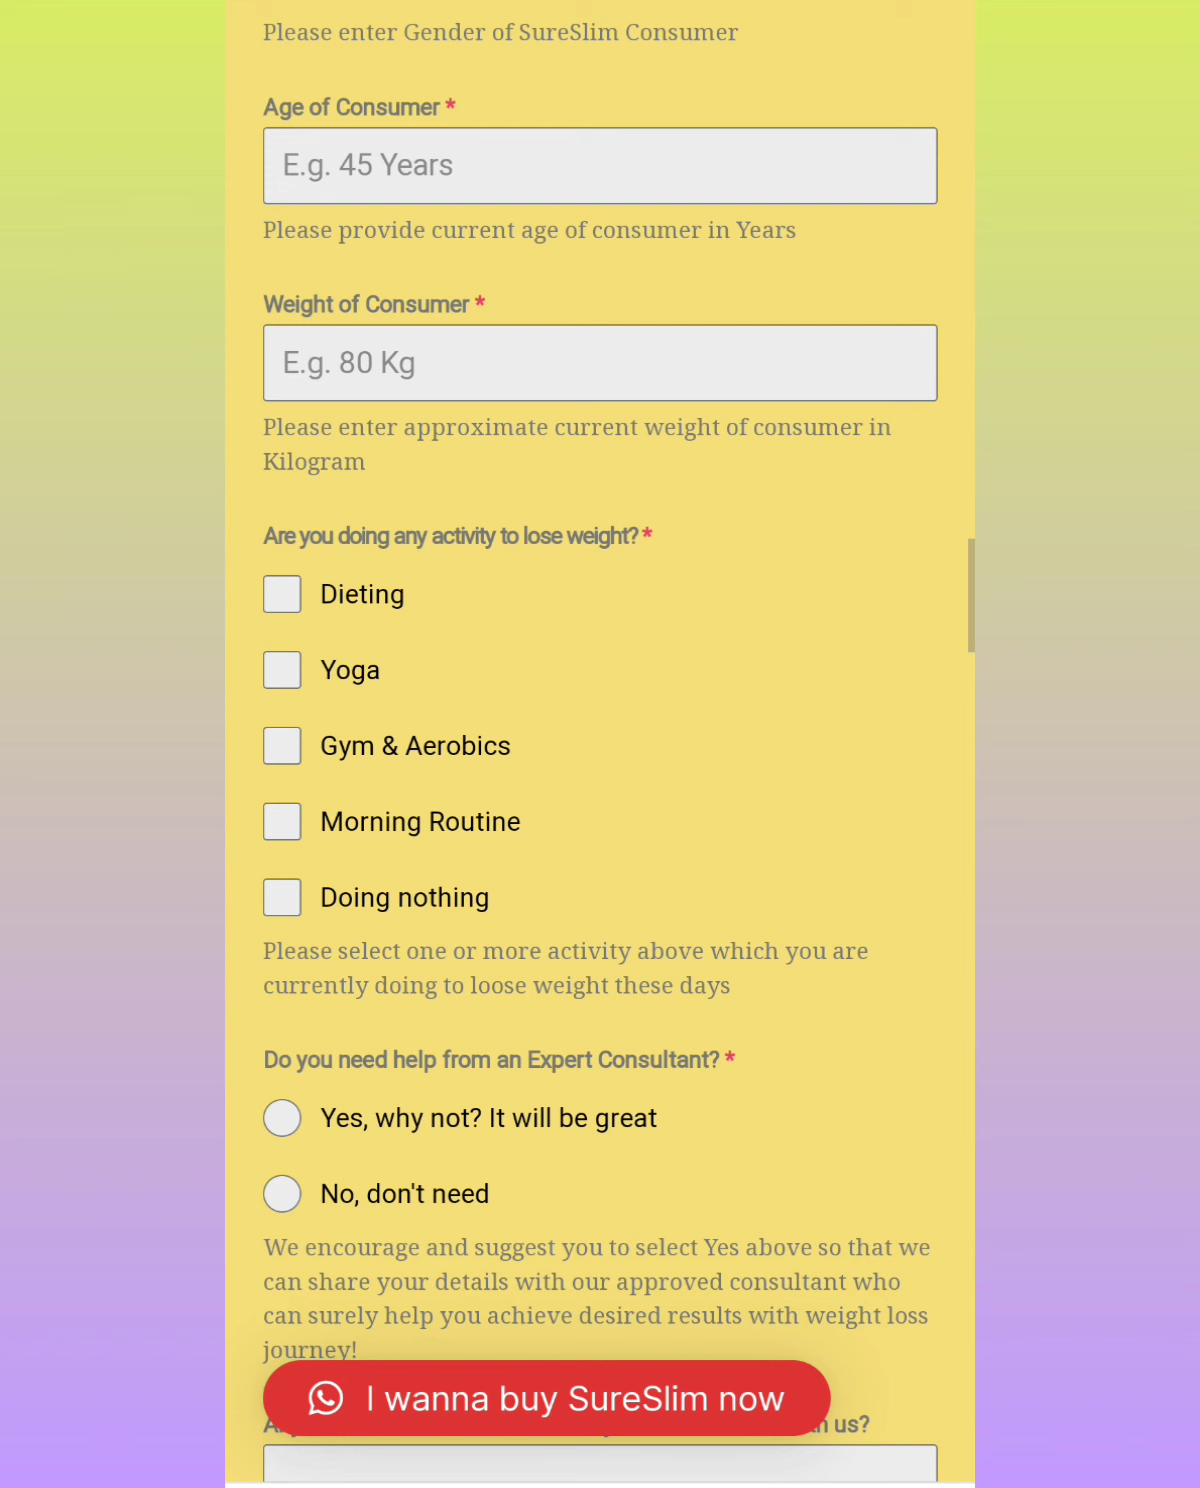 Please enter Gender of SureSlim Consumer
Age of Consumer *
E.g. 45 Years
Please provide current age of consumer in Years
Weight of Consumer *
E.g. 80 Kg
Please enter approximate current weight of consumer in
Kilogram
Are you doing any activity to lose weight? *
Dieting
Yoga
Gym & Aerobics
Morning Routine
Doing nothing
Please select one or more activity above which you are
currently doing to loose weight these days
Do you need help from an Expert Consultant? *
Yes, why not? It will be great
No, don't need
We encourage and suggest you to select Yes above so that we
can share your details with our approved consultant who
can surely help you achieve desired results with weight loss
journey!
I wanna buy SureSlim now
us?